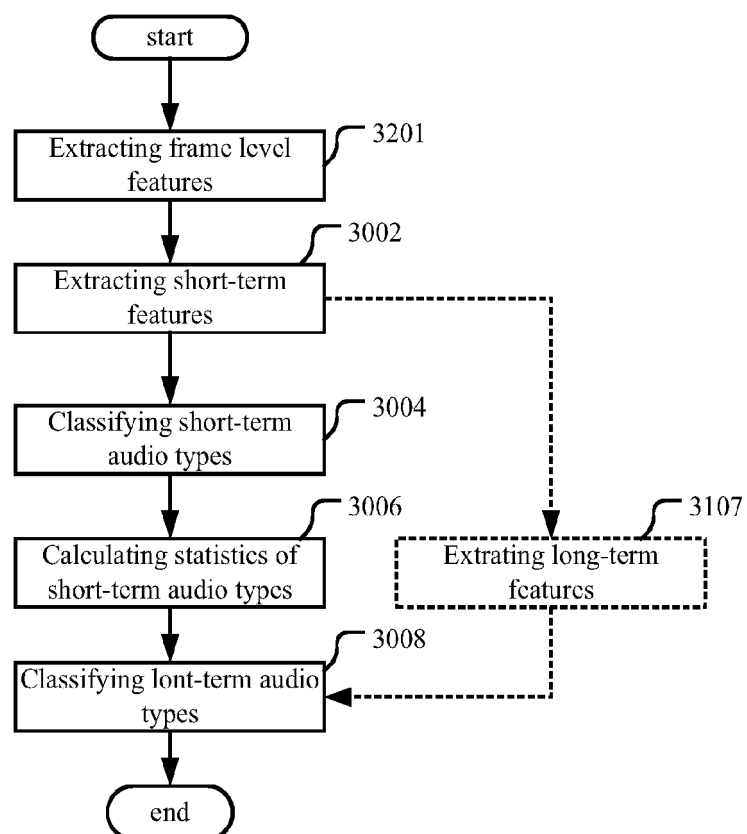 start
Extracting frame level
features
3201
3002
Extracting short-term
features
3004
Classifying short-term
audio types
3006
Calculating statistics of
short-term audio types
3107
Extrating long-term
features
3008
Classifying lont-term audio
types
end